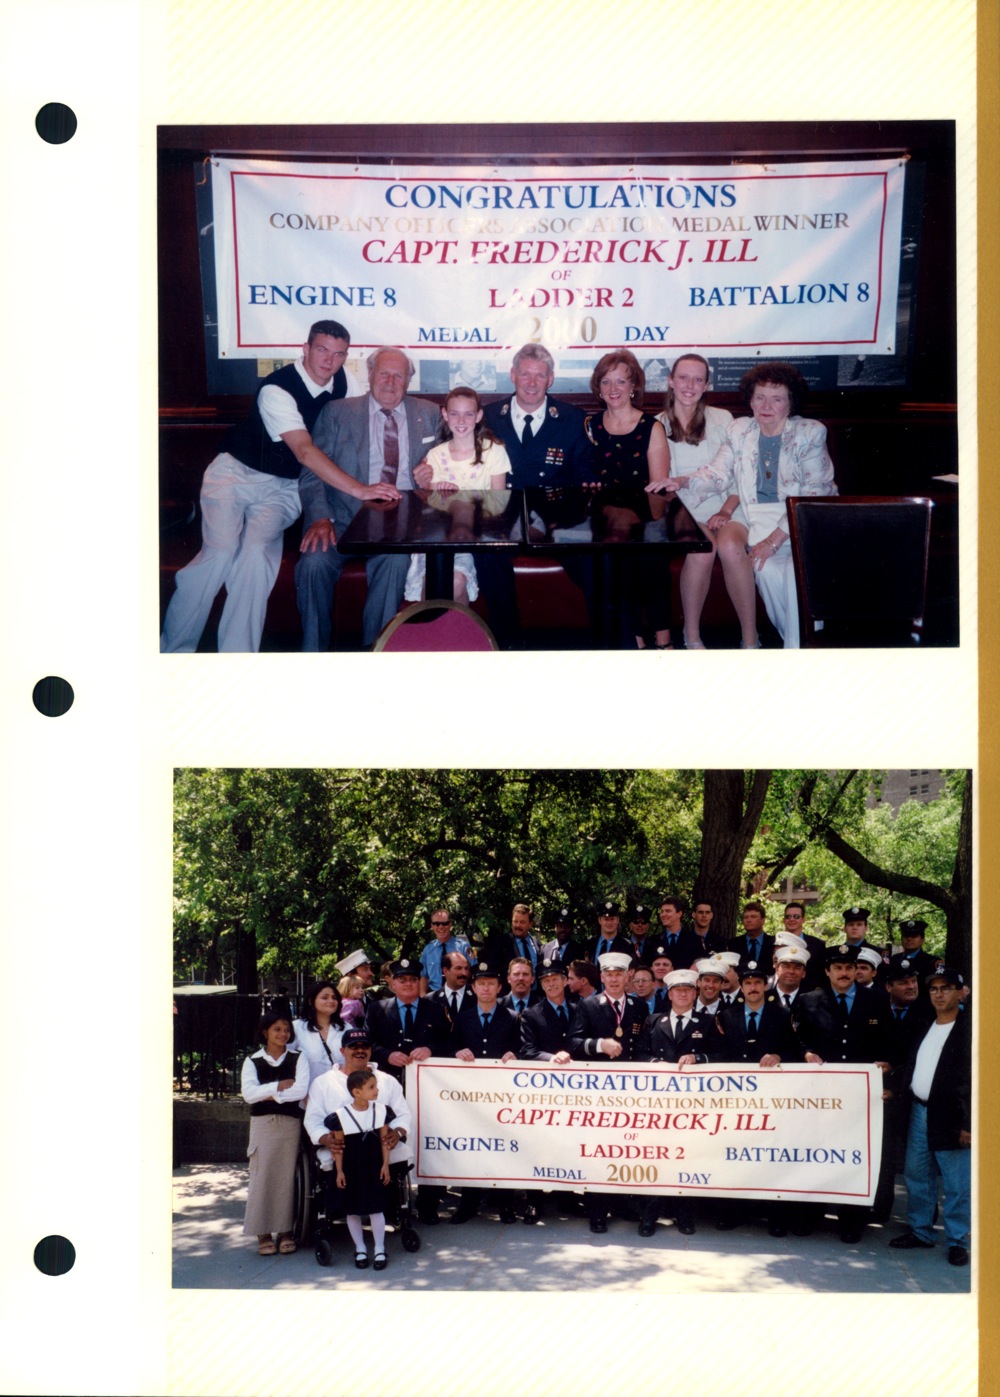 CONGRATULATIONS
COMPANY OFFICERS ASSOCIATION MEDAL WINNER
CAPT. FREDERICK J. ILL
OF
ENGINE 8 LADDER 2 BATTALION 8
MEDAL 2000 DAY
CONGRATULATIONS
COMPANY OFFICERS ASSOCIATION MEDAL WINNER
CAPT. FREDERICK J. ILL
OF
ENGINE 8 LADDER 2 BATTALION 8
MEDAL 2000 DAY